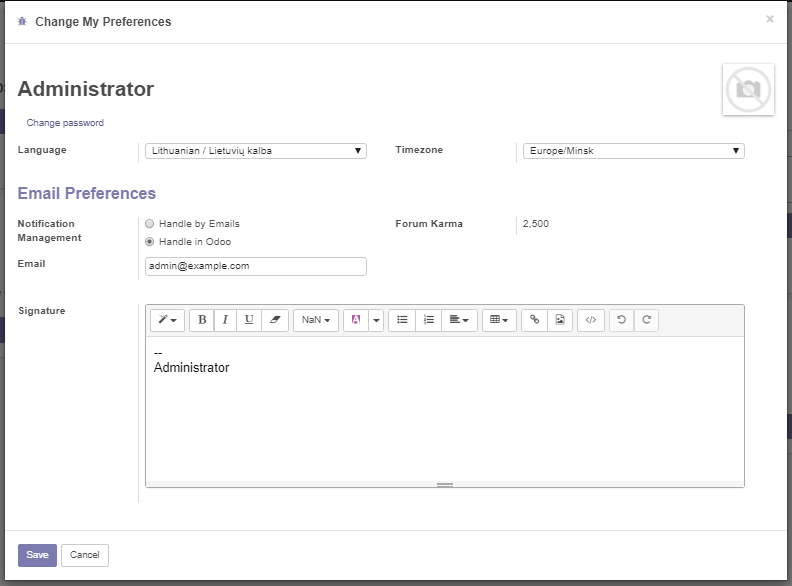 Change My Preferences
×
Administrator
Change password
Language
Lithuanian / Lietuvių kalba
Timezone
Europe/Minsk
Email Preferences
Notification
Management
Handle by Emails
Handle in Odoo
Forum Karma
2,500
Email
admin@example.com
Signature
B I U NaN A </>
--
Administrator
Save
Cancel